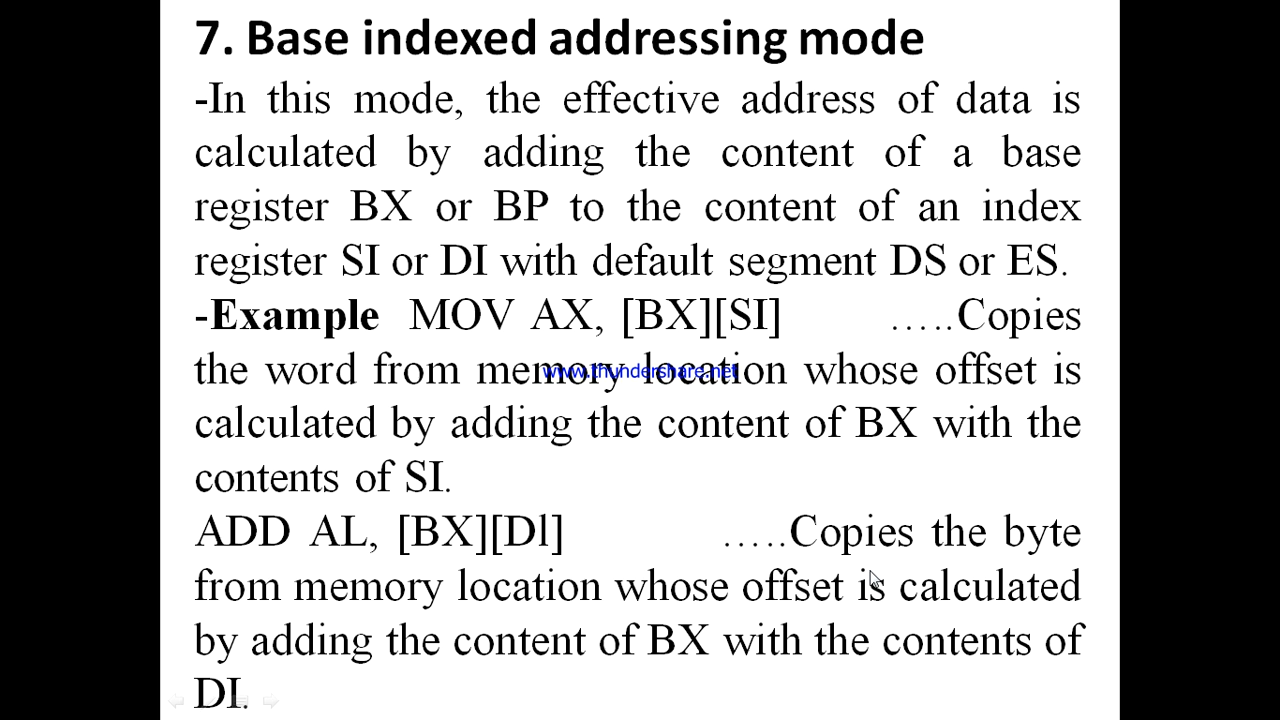 7. Base indexed addressing mode
-In this mode, the effective address of data is
calculated by adding the content of a base
register BX or BP to the content of an index
register SI or DI with default segment DS or ES.
-Example MOV AX, [BX][SI] …..Copies
the word from memory location whose offset is
www.thundershare.net
calculated by adding the content of BX with the
contents of SI.
ADD AL, [BX][Dl] …..Copies the byte
from memory location whose offset is calculated
by adding the content of BX with the contents of
DI.